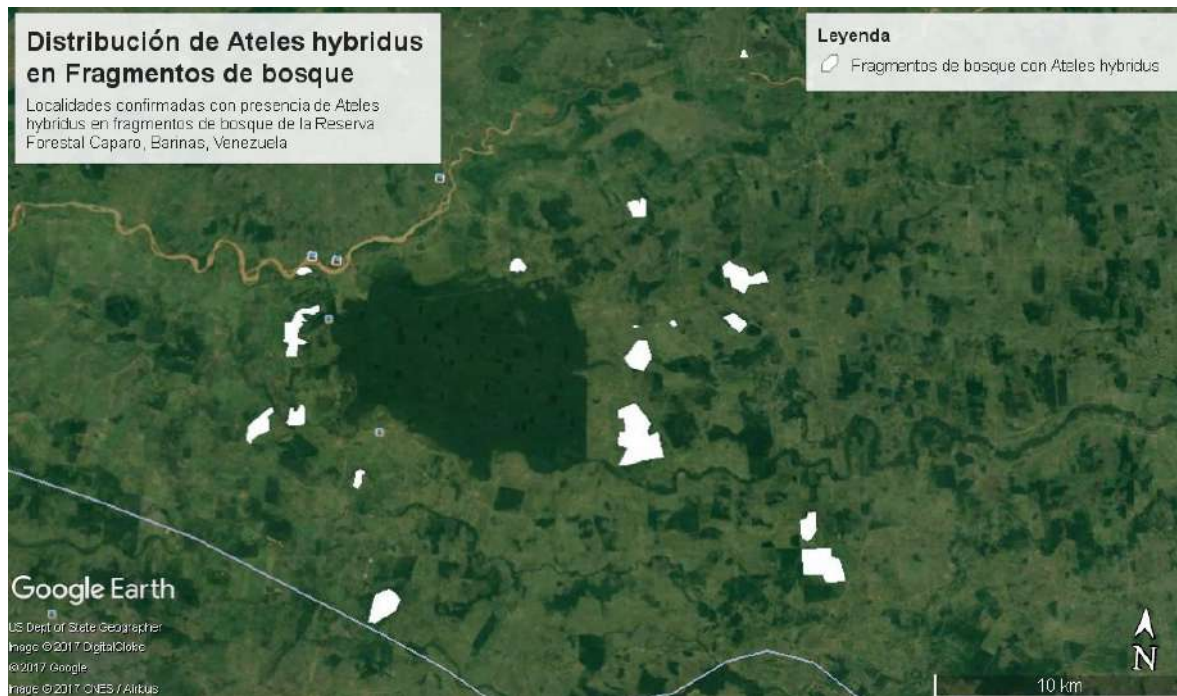 Distribución de Ateles hybridus
en Fragmentos de bosque
Localidades confirmadas con presencia de Ateles
hybridus en fragmentos de bosque de la Reserva
Forestal Caparo, Barinas, Venezuela
Leyenda
Fragmentos de bosque con Ateles hybridus
Google Earth
US Dept of State Geographer
Image © 2017 DigitalGlobe
© 2017 Google
Image © 2017 CNES / Airbus
N
10 km